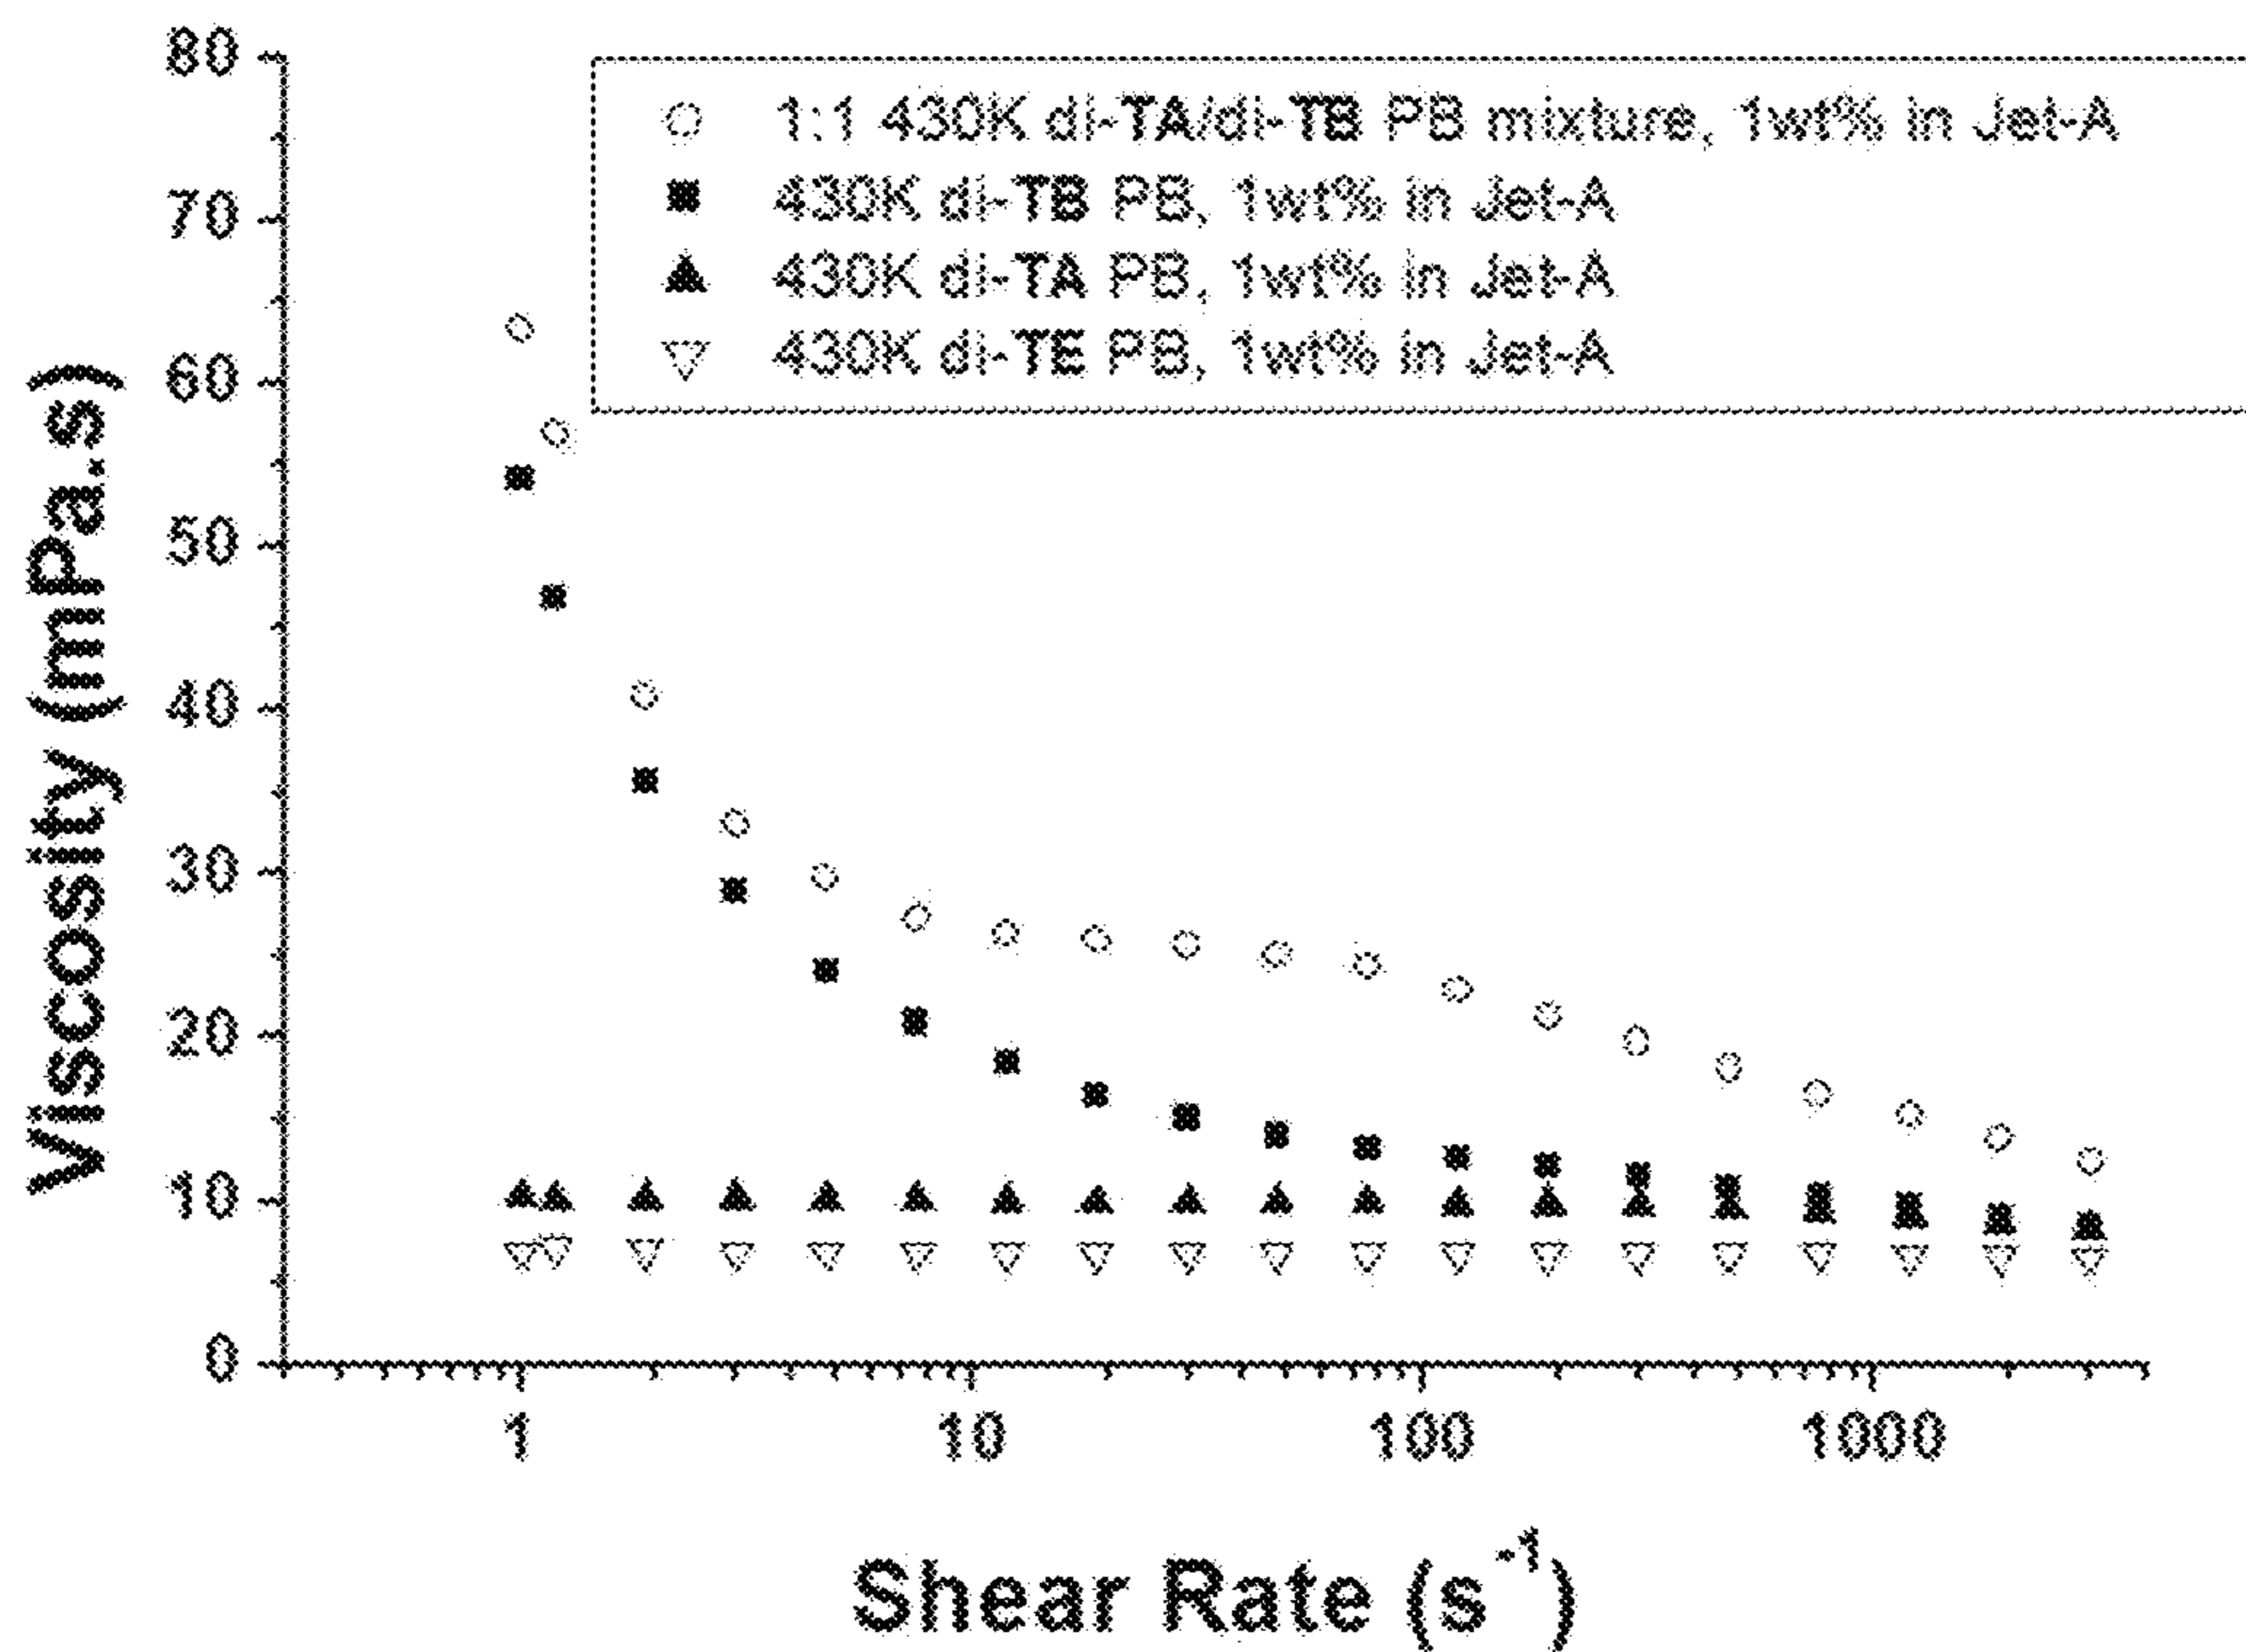 80
70
60
50
40
30
20
10
0
Viscosity (mPa.s)
1:1 430K di-TA/di-TB PB mixture, 1wt% in Jet-A
430K di-TB PB, 1wt% in Jet-A
430K di-TA PB, 1wt% in Jet-A
430K di-TE PB, 1wt% in Jet-A
1 10 100 1000
Shear Rate (s⁻¹)